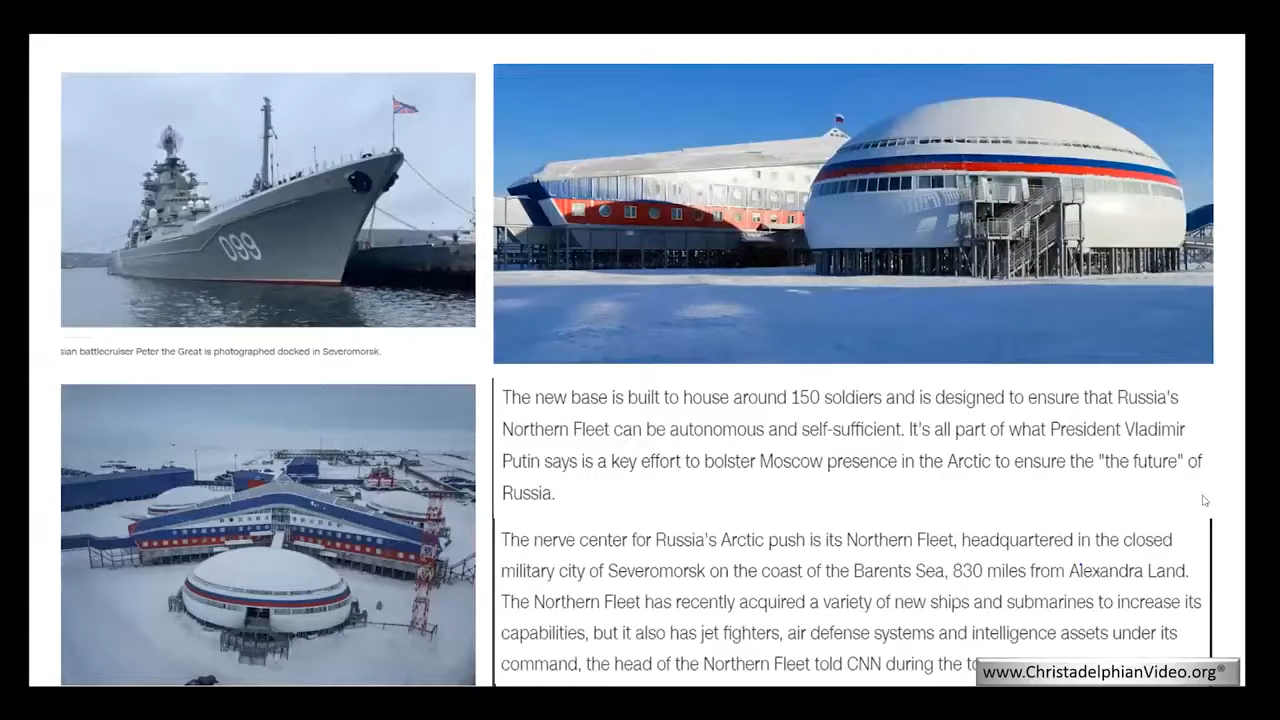 099
sian battlecruiser Peter the Great is photographed docked in Severomorsk.
The new base is built to house around 150 soldiers and is designed to ensure that Russia's
Northern Fleet can be autonomous and self-sufficient. It's all part of what President Vladimir
Putin says is a key effort to bolster Moscow presence in the Arctic to ensure the "the future" of
Russia.
The nerve center for Russia's Arctic push is its Northern Fleet, headquartered in the closed
military city of Severomorsk on the coast of the Barents Sea, 830 miles from Alexandra Land.
The Northern Fleet has recently acquired a variety of new ships and submarines to increase its
capabilities, but it also has jet fighters, air defense systems and intelligence assets under its
command, the head of the Northern Fleet told CNN during the
www.ChristadelphianVideo.org®